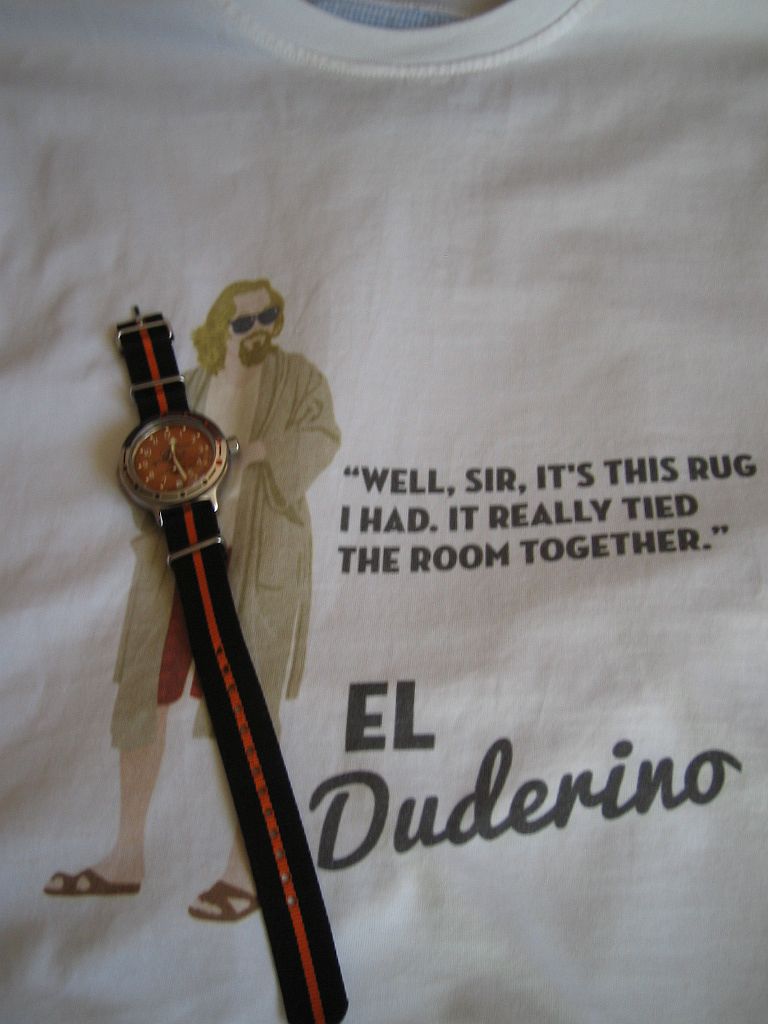 “WELL, SIR, IT'S THIS RUG
I HAD. IT REALLY TIED
THE ROOM TOGETHER.”
EL
Duderino